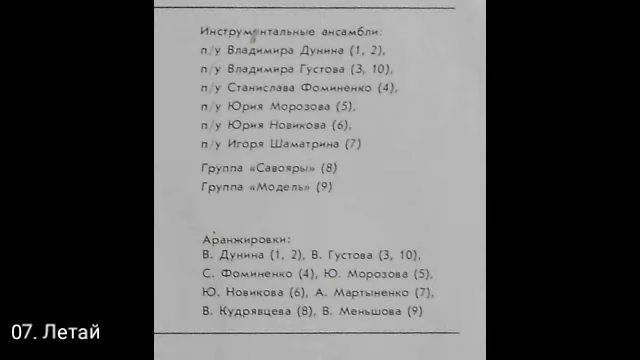 Инструментальные ансамбли:
п/у Владимира Дунина (1, 2),
п/у Владимира Густова (3, 10),
п/у Станислава Фоминенко (4),
п/у Юрия Морозова (5),
п/у Юрия Новикова (6),
п/у Игоря Шаматрина (7)
Группа «Савояры» (8)
Группа «Модель» (9)
Аранжировки:
В. Дунина (1, 2), В. Густова (3, 10),
С. Фоминенко (4), Ю. Морозова (5),
Ю. Новикова (6), А. Мартыненко (7),
В. Кудрявцева (8), В. Меньшова (9)
07. Летай